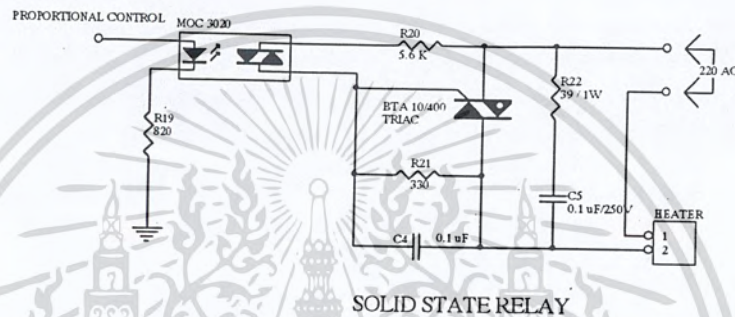 PROPORTIONAL CONTROL
MOC 3020
R20
5.6 K
220 AC
R22
39 / 1W
BTA 10/400
TRIAC
R19
820
R21
330
C5
0.1 uF/250V
HEATER
1
2
C4
0.1 uF
SOLID STATE RELAY